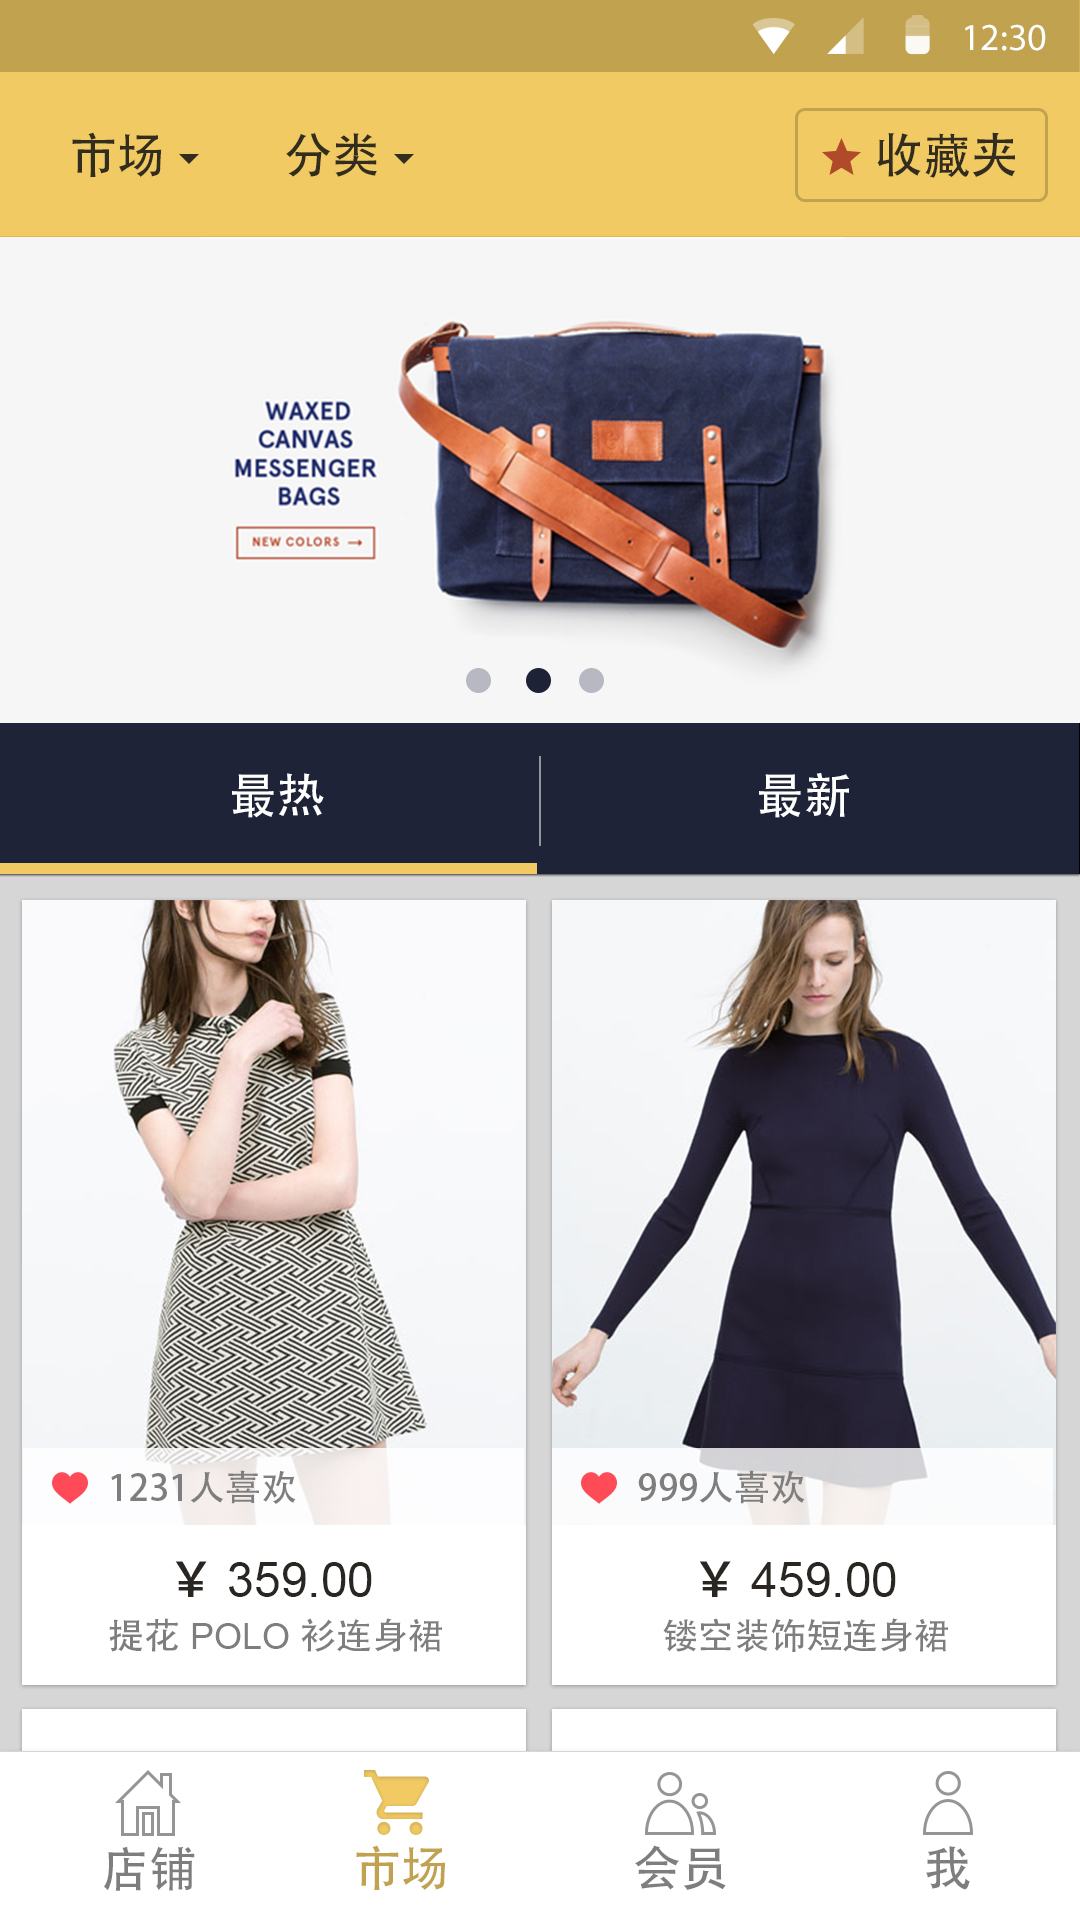 12:30
市场
分类
收藏夹
WAXED
CANVAS
MESSENGER
BAGS
NEW COLORS →
最热
最新
1231人喜欢
¥ 359.00
提花 POLO 衫连身裙
999人喜欢
¥ 459.00
镂空装饰短连身裙
店铺
市场
会员
我